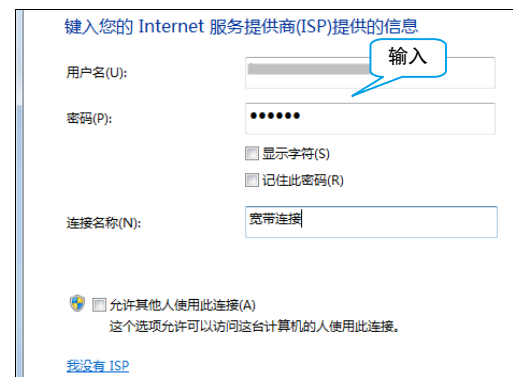 键入您的 Internet 服务提供商(ISP)提供的信息
输入
用户名(U):
密码(P):
显示字符(S)
记住此密码(R)
连接名称(N):
宽带连接
允许其他人使用此连接(A)
这个选项允许可以访问这台计算机的人使用此连接。
我没有 ISP